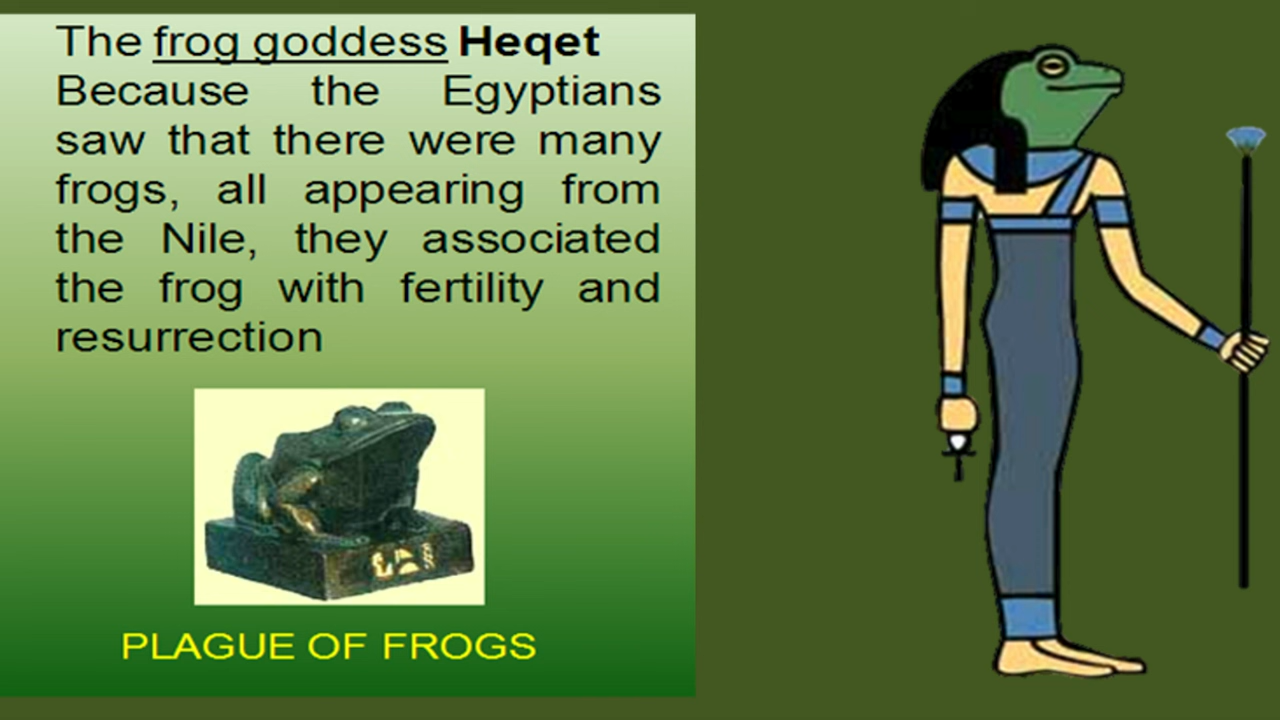 The frog goddess Heqet
Because the Egyptians
saw that there were many
frogs, all appearing from
the Nile, they associated
the frog with fertility and
resurrection
PLAGUE OF FROGS